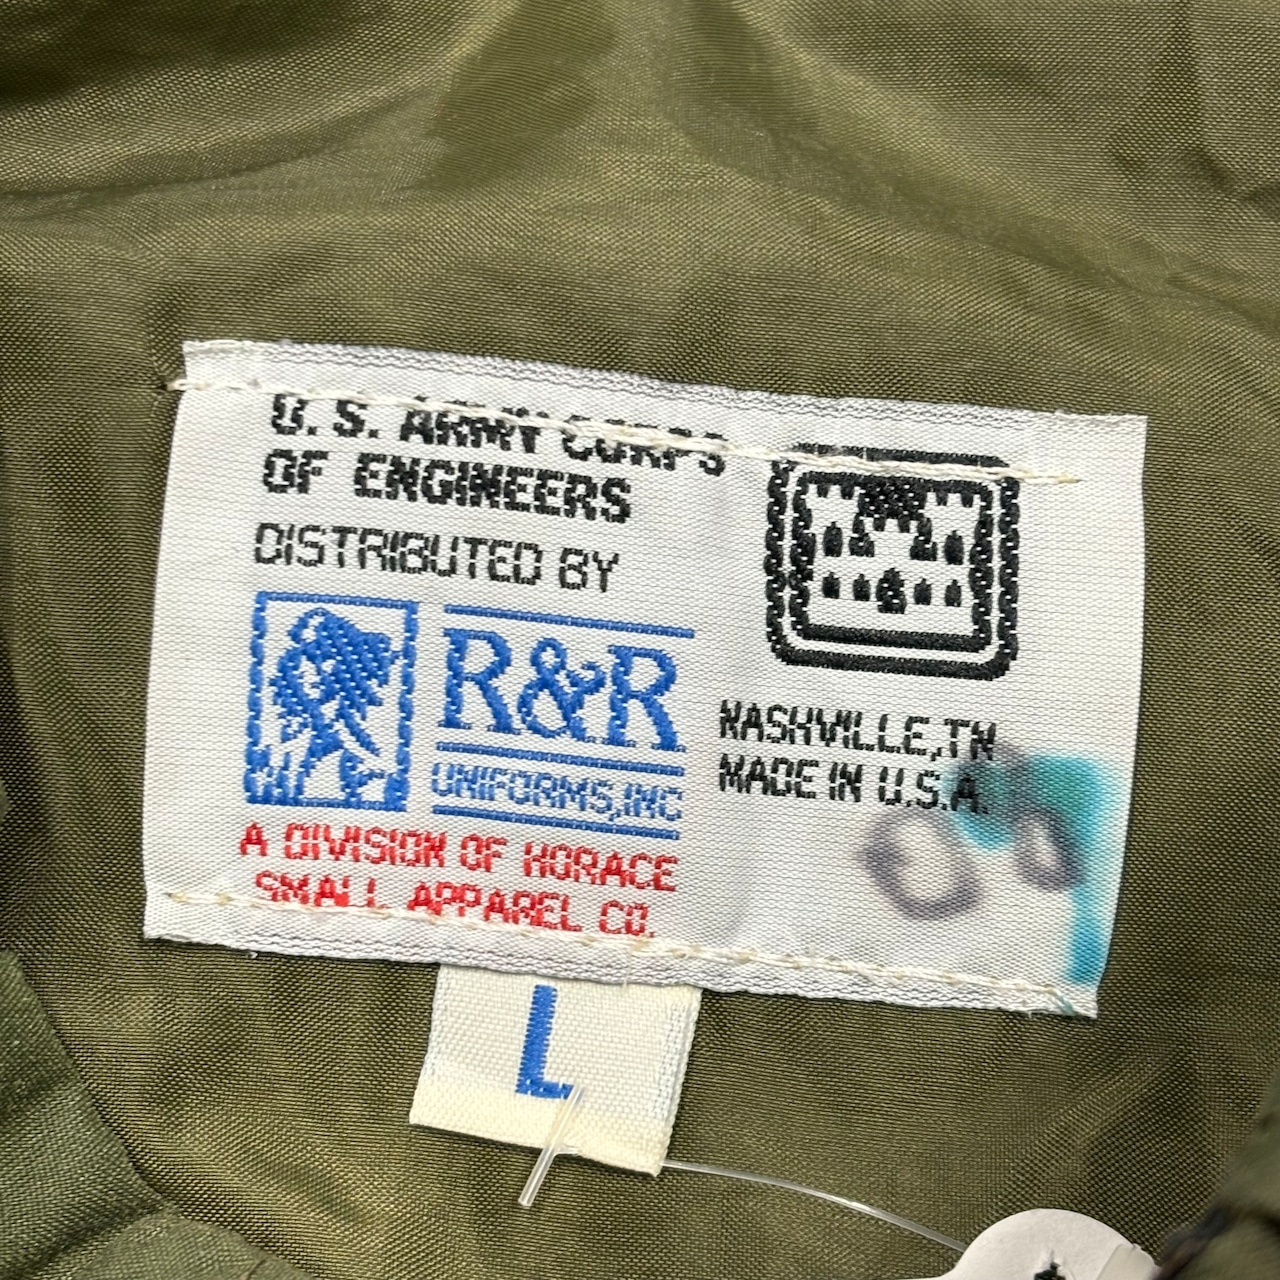 U. S. ARMY CORPS
OF ENGINEERS
DISTRIBUTED BY
R&R
UNIFORMS,INC
A DIVISION OF HORACE
SMALL APPAREL CO.
NASHVILLE,TN
MADE IN U.S.A.
L